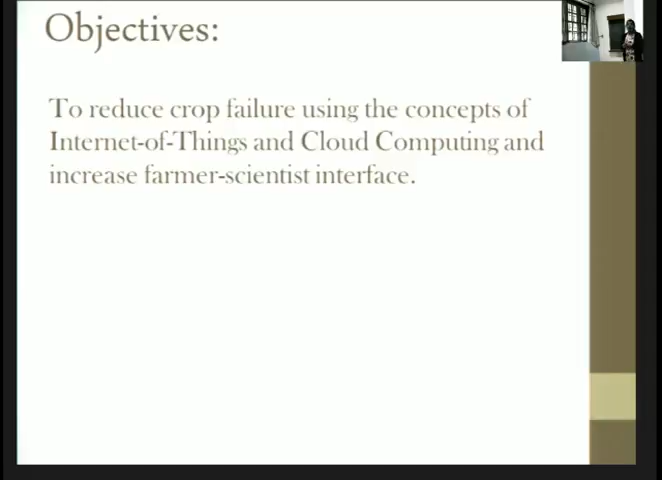 Objectives:
To reduce crop failure using the concepts of
Internet-of-Things and Cloud Computing and
increase farmer-scientist interface.